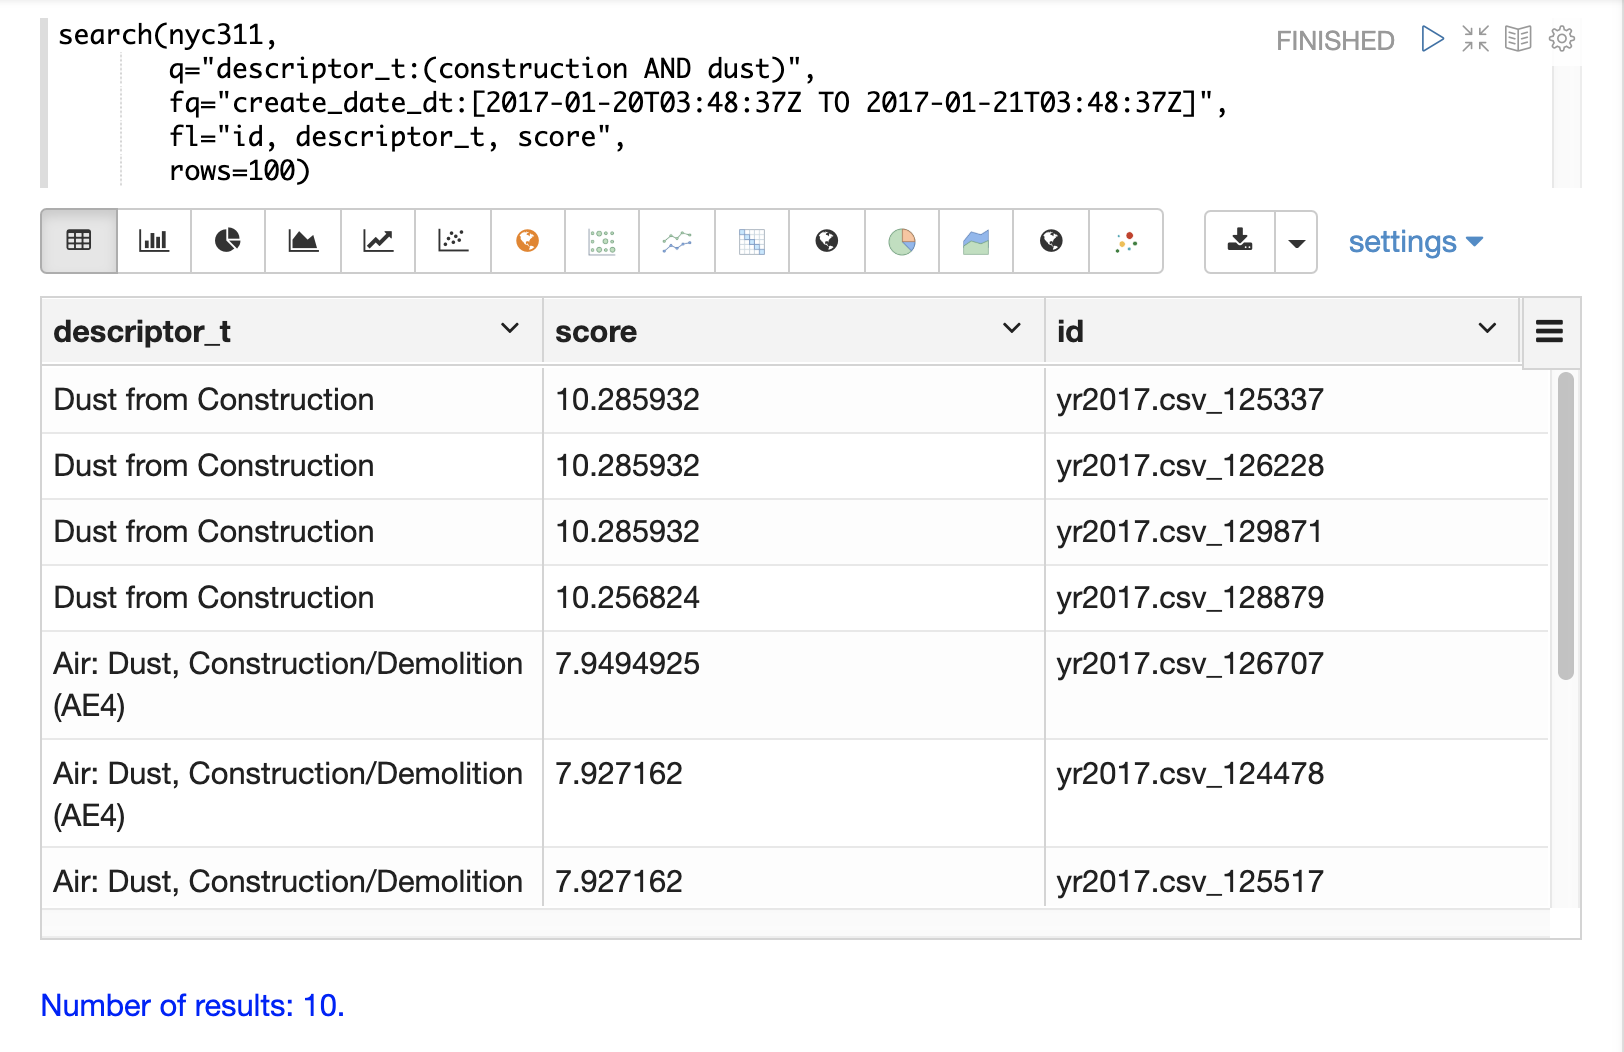 search(nyc311,
q="descriptor_t:(construction AND dust)",
fq="create_date_dt:[2017-01-20T03:48:37Z TO 2017-01-21T03:48:37Z]",
fl="id, descriptor_t, score",
rows=100)
FINISHED
settings
descriptor_t score id
Dust from Construction 10.285932 yr2017.csv_125337
Dust from Construction 10.285932 yr2017.csv_126228
Dust from Construction 10.285932 yr2017.csv_129871
Dust from Construction 10.256824 yr2017.csv_128879
Air: Dust, Construction/Demolition 7.9494925 yr2017.csv_126707
(AE4)
Air: Dust, Construction/Demolition 7.927162 yr2017.csv_124478
(AE4)
Air: Dust, Construction/Demolition 7.927162 yr2017.csv_125517
Number of results: 10.